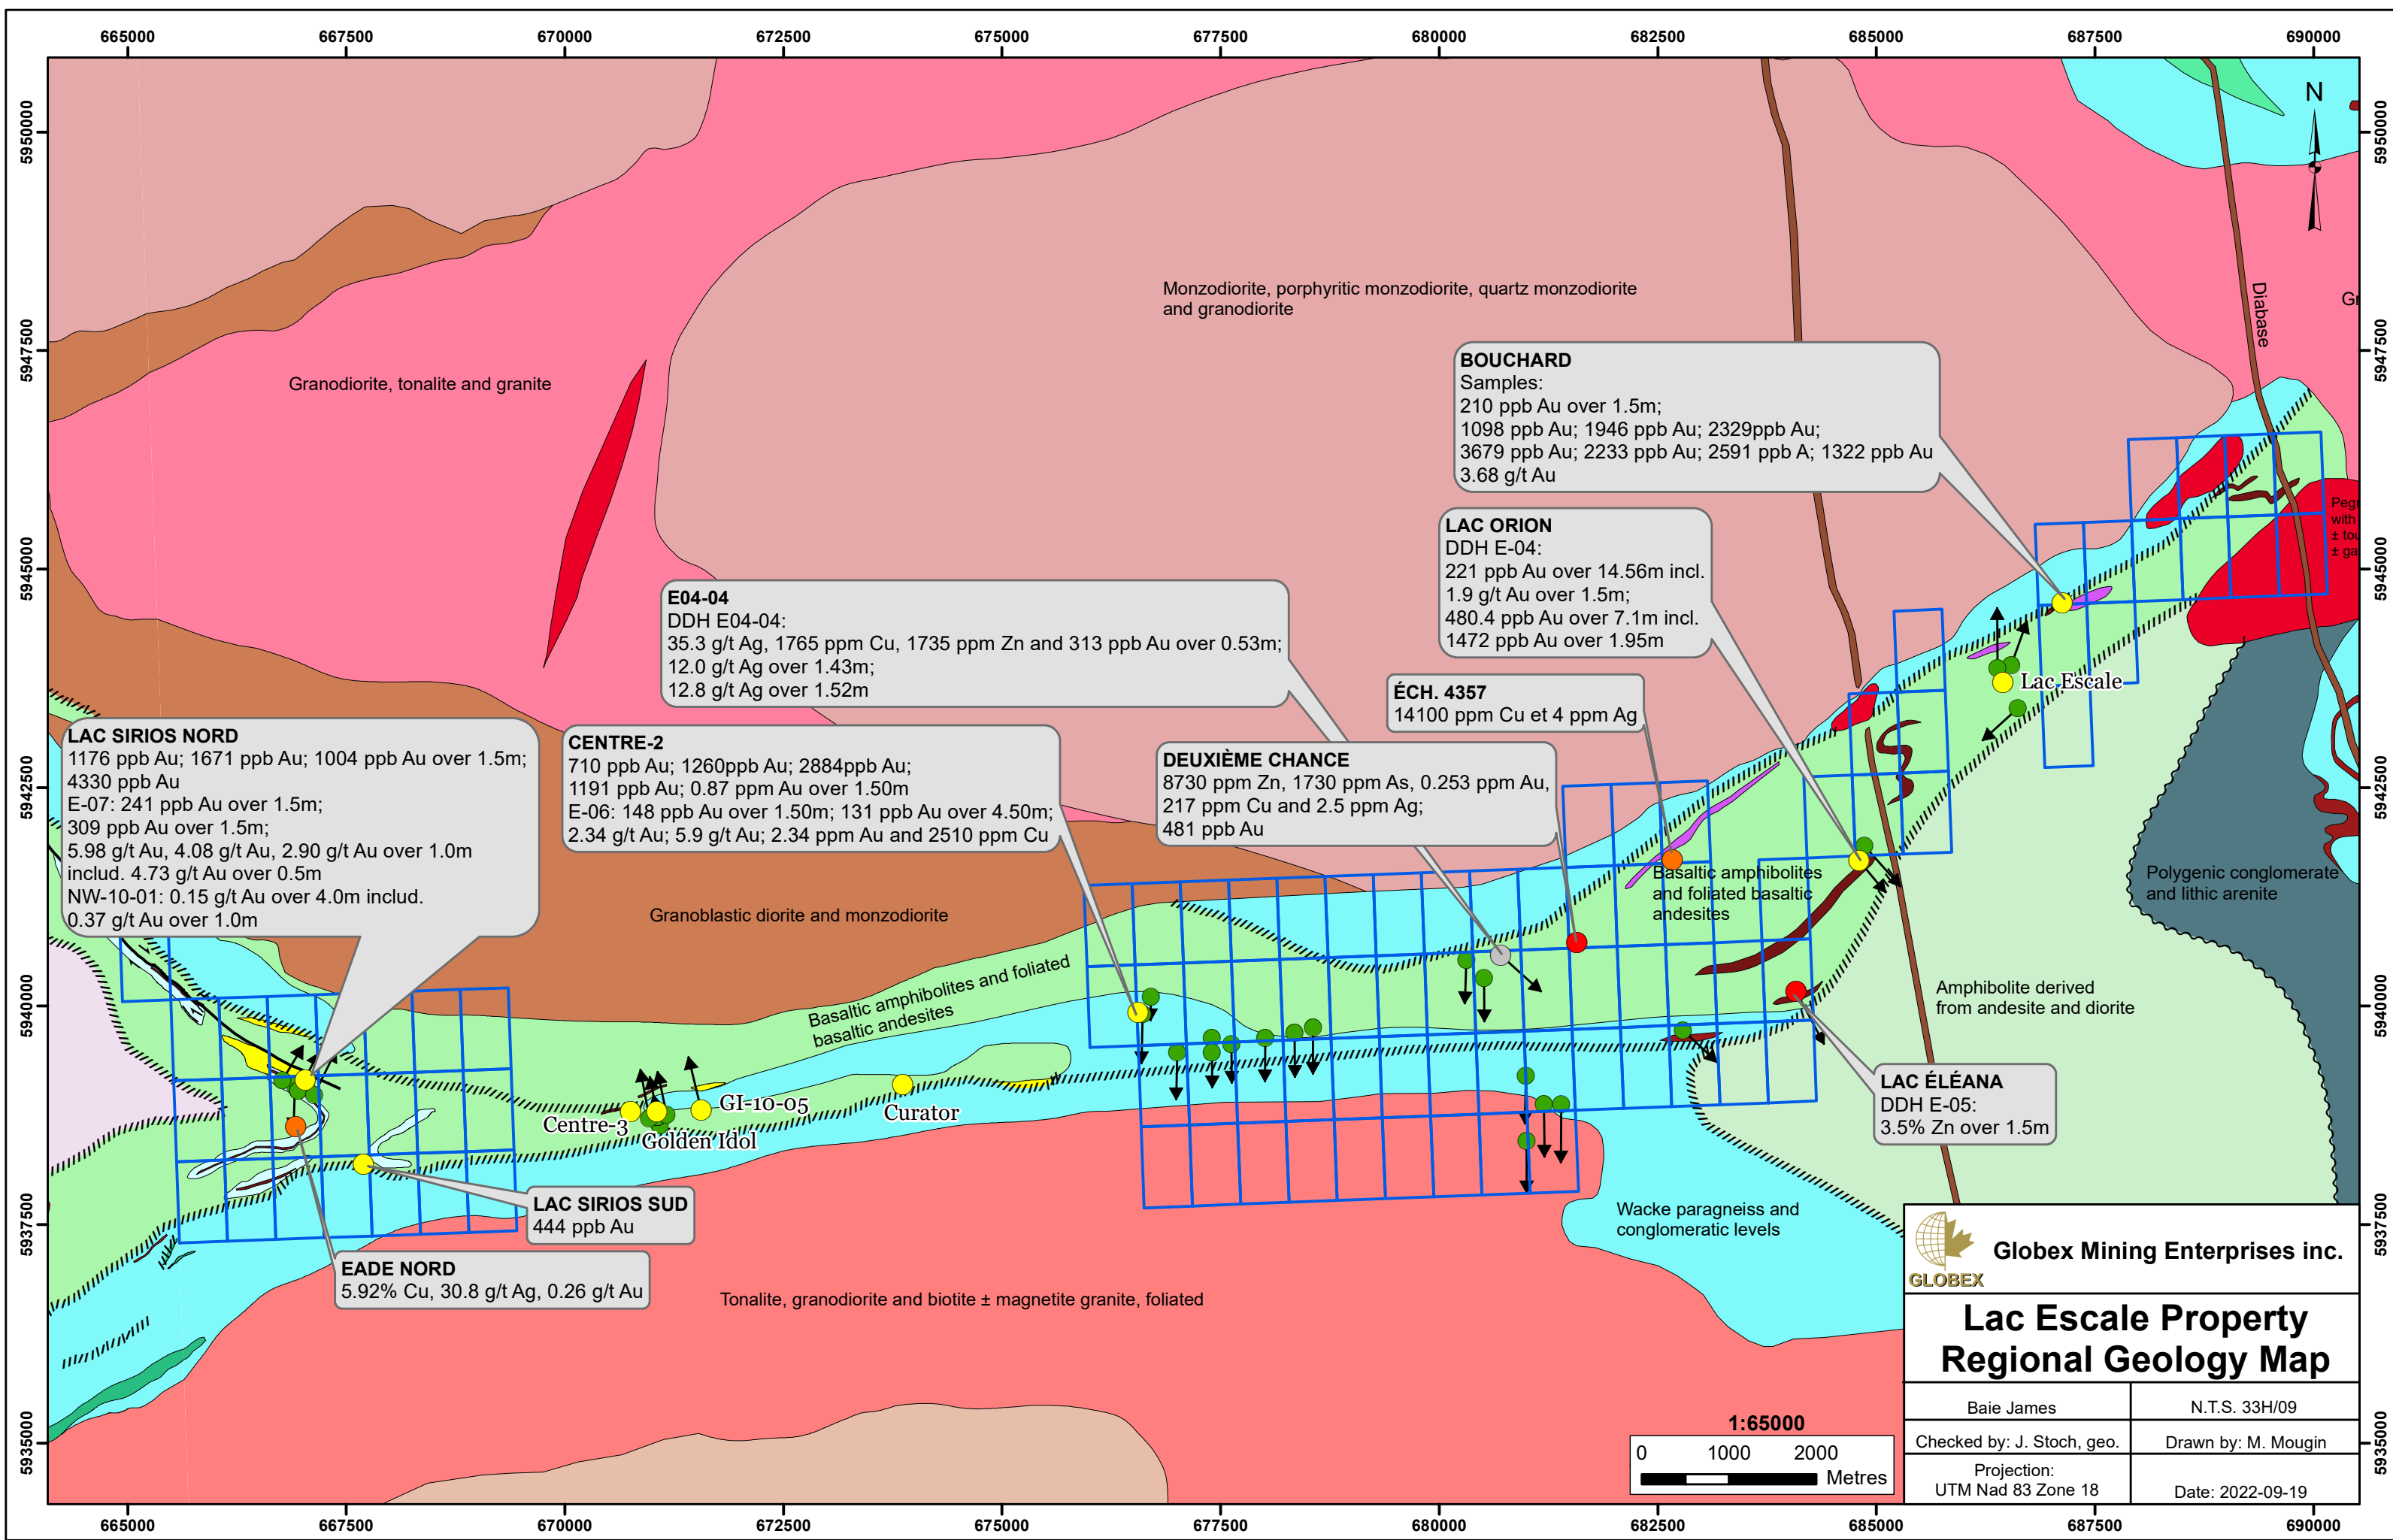 665000 667500 670000 672500 675000 677500 680000 682500 685000 687500 690000
5950000
5950000
N
Monzodiorite, porphyritic monzodiorite, quartz monzodiorite
and granodiorite
Diabase
5947500
5947500
Granodiorite, tonalite and granite
BOUCHARD
Samples:
210 ppb Au over 1.5m;
1098 ppb Au; 1946 ppb Au; 2329ppb Au;
3679 ppb Au; 2233 ppb Au; 2591 ppb A; 1322 ppb Au
3.68 g/t Au
with
LAC ORION
DDH E-04:
221 ppb Au over 14.56m incl.
1.9 g/t Au over 1.5m;
480.4 ppb Au over 7.1m incl.
1472 ppb Au over 1.95m
5945000
5945000
E04-04
DDH E04-04:
35.3 g/t Ag, 1765 ppm Cu, 1735 ppm Zn and 313 ppb Au over 0.53m;
12.0 g/t Ag over 1.43m;
12.8 g/t Ag over 1.52m
Lac Escale
ÉCH. 4357
14100 ppm Cu et 4 ppm Ag
LAC SIRIOS NORD
1176 ppb Au; 1671 ppb Au; 1004 ppb Au over 1.5m;
4330 ppb Au
E-07: 241 ppb Au over 1.5m;
309 ppb Au over 1.5m;
5.98 g/t Au, 4.08 g/t Au, 2.90 g/t Au over 1.0m
includ. 4.73 g/t Au over 0.5m
NW-10-01: 0.15 g/t Au over 4.0m includ.
0.37 g/t Au over 1.0m
CENTRE-2
710 ppb Au; 1260ppb Au; 2884ppb Au;
1191 ppb Au; 0.87 ppm Au over 1.50m
E-06: 148 ppb Au over 1.50m; 131 ppb Au over 4.50m;
2.34 g/t Au; 5.9 g/t Au; 2.34 ppm Au and 2510 ppm Cu
DEUXIÈME CHANCE
8730 ppm Zn, 1730 ppm As, 0.253 ppm Au,
217 ppm Cu and 2.5 ppm Ag;
481 ppb Au
5942500
5942500
Basaltic amphibolites
and foliated basaltic
andesites
Polygenic conglomerate
and lithic arenite
Granoblastic diorite and monzodiorite
Basaltic amphibolites and foliated
basaltic andesites
Amphibolite derived
from andesite and diorite
5940000
5940000
LAC ÉLÉANA
DDH E-05:
3.5% Zn over 1.5m
Centre-3
Golden Idol
GI-10-05
Curator
LAC SIRIOS SUD
444 ppb Au
Wacke paragneiss and
conglomeratic levels
5937500
5937500
EADE NORD
5.92% Cu, 30.8 g/t Ag, 0.26 g/t Au
Tonalite, granodiorite and biotite ± magnetite granite, foliated
GLOBEX
Globex Mining Enterprises inc.
Lac Escale Property
Regional Geology Map
Baie James
N.T.S. 33H/09
Checked by: J. Stoch, geo.
Drawn by: M. Mougin
Projection:
UTM Nad 83 Zone 18
Date: 2022-09-19
1:65000
0 1000 2000
Metres
5935000
5935000
665000 667500 670000 672500 675000 677500 680000 682500 685000 687500 690000